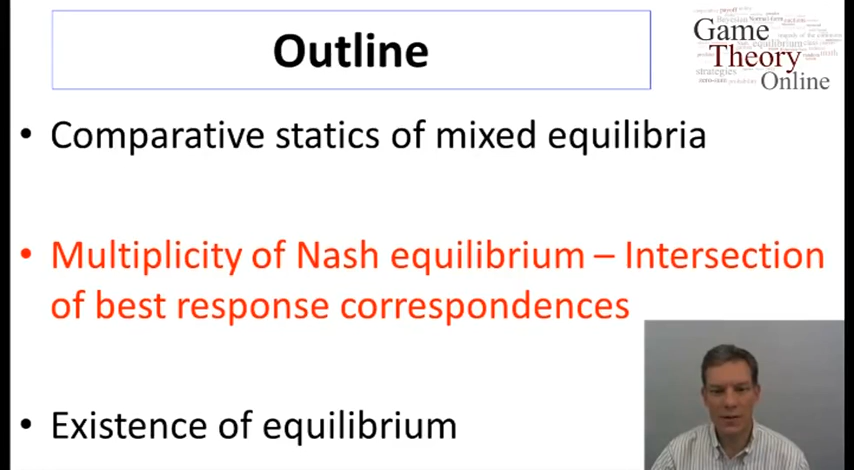 Outline
Game
Theory
Online
• Comparative statics of mixed equilibria
• Multiplicity of Nash equilibrium – Intersection
of best response correspondences
• Existence of equilibrium